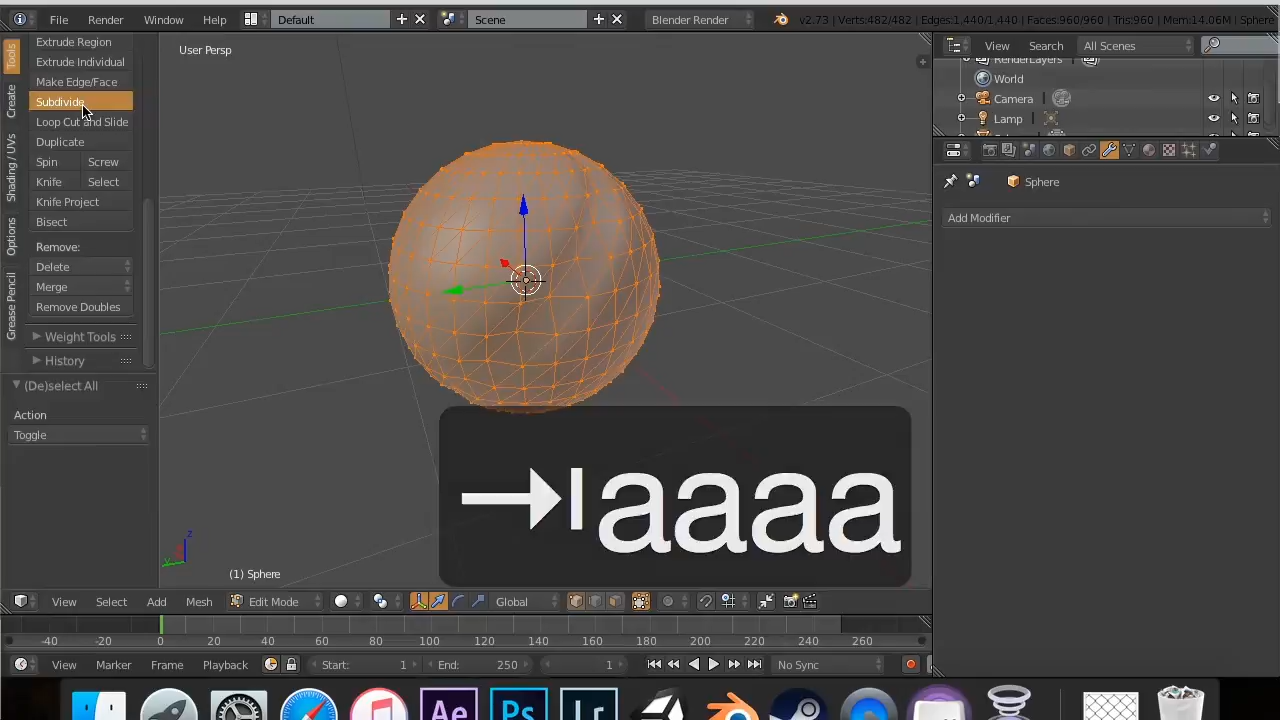 File Render Window Help Default Scene Blender Render v2.73 | Verts:482/482 | Edges:1,440/1,440 | Faces:960/960 | Tris:960 | Mem:14.06M | Sphere
Tools
Create
Shading / UVs
Options
Grease Pencil
Extrude Region
Extrude Individual
Make Edge/Face
Subdivide
Loop Cut and Slide
Duplicate
Spin Screw
Knife Select
Knife Project
Bisect
Remove:
Delete
Merge
Remove Doubles
Weight Tools
History
(De)select All
Action
Toggle
User Persp
→|aaaa
z
y
(1) Sphere
View Search All Scenes
RenderLayers
World
Camera
Lamp
Sphere
Add Modifier
View Select Add Mesh Edit Mode Global
-40 -20 0 20 40 60 80 100 120 140 160 180 200 220 240 260
View Marker Frame Playback Start: 1 End: 250 1 No Sync
Ae Ps Lr